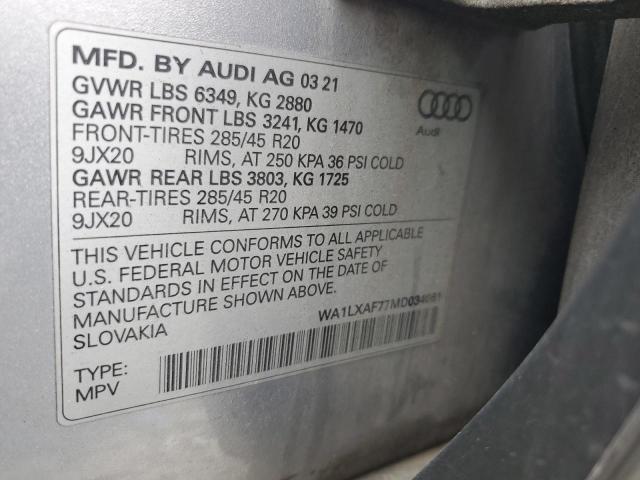 MFD. BY AUDI AG 03 21
GVWR LBS 6349, KG 2880
GAWR FRONT LBS 3241, KG 1470
FRONT-TIRES 285/45 R20
9JX20 RIMS, AT 250 KPA 36 PSI COLD
GAWR REAR LBS 3803, KG 1725
REAR-TIRES 285/45 R20
9JX20 RIMS, AT 270 KPA 39 PSI COLD
Audi
THIS VEHICLE CONFORMS TO ALL APPLICABLE
U.S. FEDERAL MOTOR VEHICLE SAFETY
STANDARDS IN EFFECT ON THE DATE OF
MANUFACTURE SHOWN ABOVE.
SLOVAKIA
TYPE:
MPV